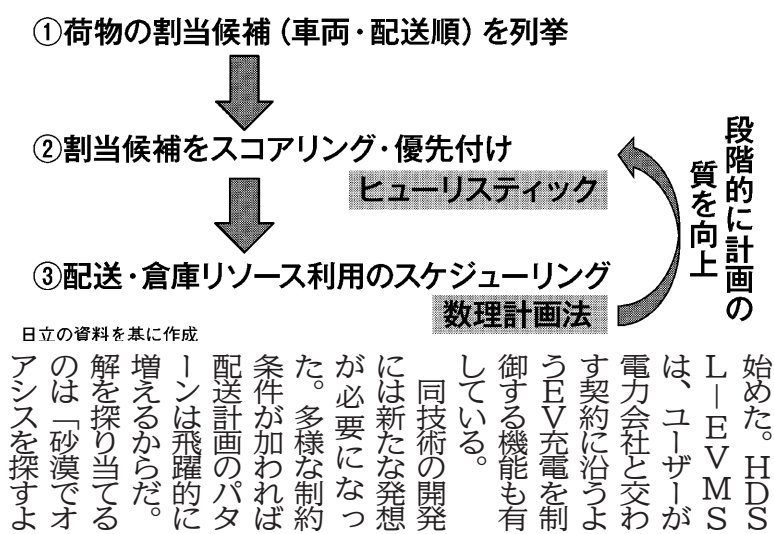 ①荷物の割当候補（車両・配送順）を列挙
②割当候補をスコアリング・優先付け
ヒューリスティック
③配送・倉庫リソース利用のスケジューリング
数理計画法
段階的に計画の
質を向上
日立の資料を基に作成
始めた。ＨＤＳ
Ｌ―ＥＶＭＳ
は、ユーザーが
電力会社と交わ
す契約に沿うよ
うＥＶ充電を制
御する機能も有
している。
同技術の開発
には新たな発想
が必要になっ
た。多様な制約
条件が加われば
配送計画のパタ
ーンは飛躍的に
増えるからだ。
解を探り当てる
のは「砂漠でオ
アシスを探すよ